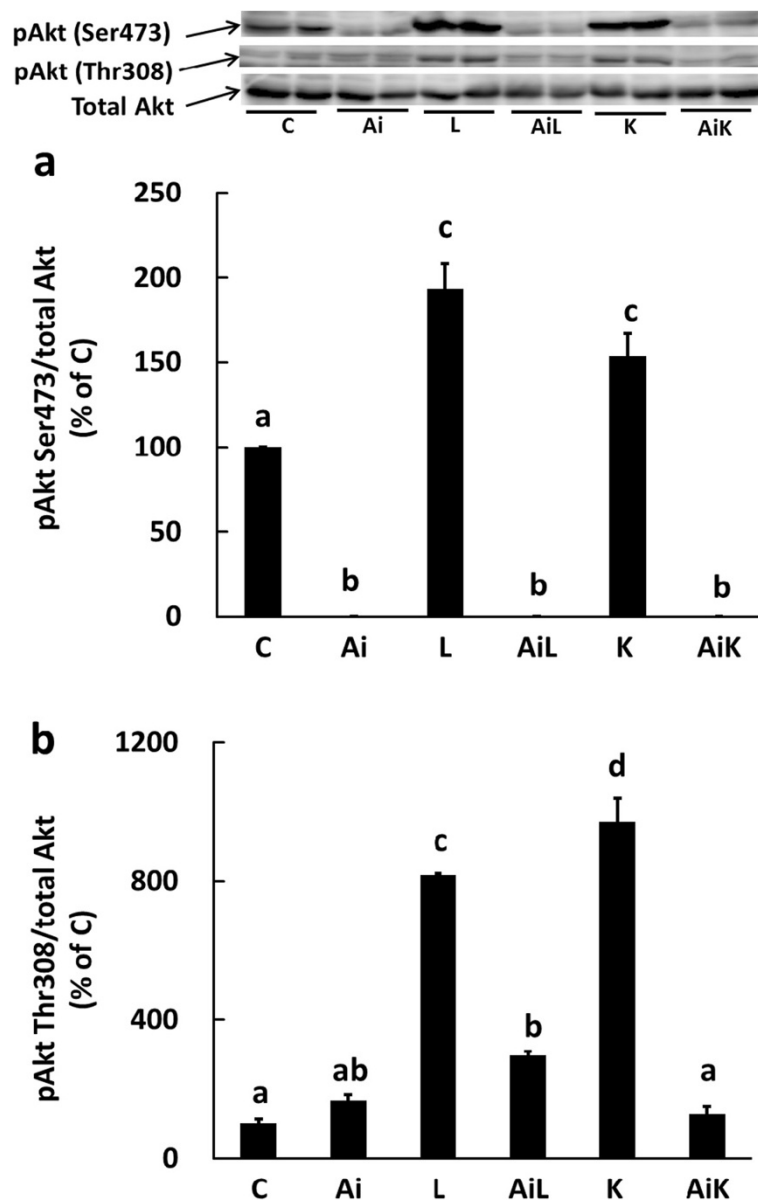 pAkt (Ser473)
pAkt (Thr308)
Total Akt
C Ai L AiL K AiK
a
pAkt Ser473/total Akt
(% of C)
250
200
150
100
50
0
a b c b c b
C Ai L AiL K AiK
b
pAkt Thr308/total Akt
(% of C)
1200
800
400
0
a ab c b d a
C Ai L AiL K AiK